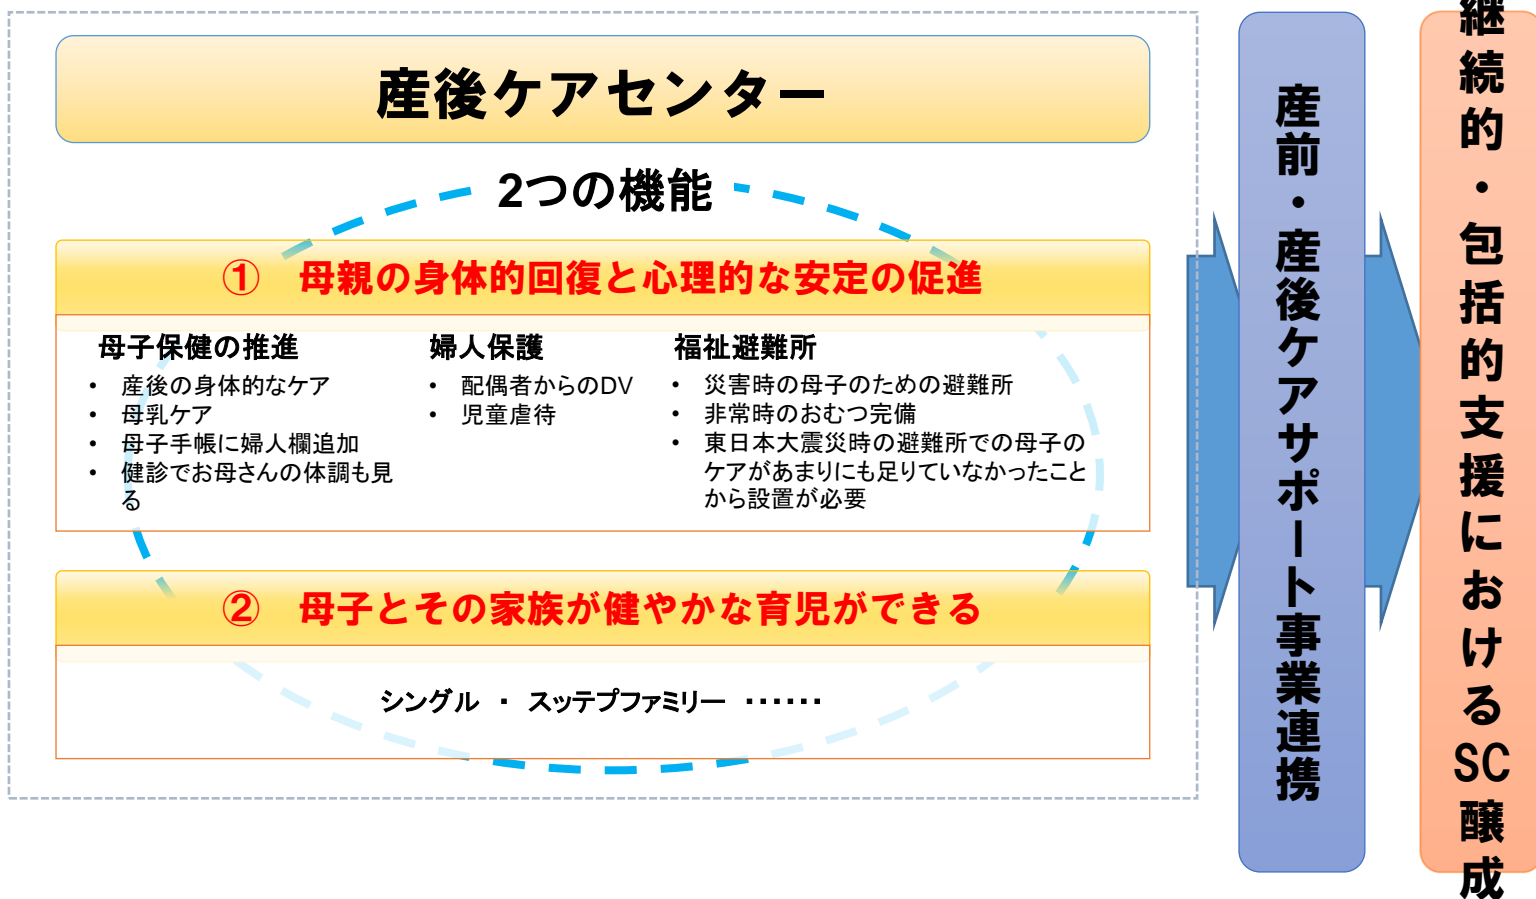 産後ケアセンター
2つの機能
① 母親の身体的回復と心理的な安定の促進
母子保健の推進
• 産後の身体的なケア
• 母乳ケア
• 母子手帳に婦人欄追加
• 健診でお母さんの体調も見
る
婦人保護
• 配偶者からのDV
• 児童虐待
福祉避難所
• 災害時の母子のための避難所
• 非常時のおむつ完備
• 東日本大震災時の避難所での母子の
ケアがあまりにも足りていなかったこと
から設置が必要
② 母子とその家族が健やかな育児ができる
シングル ・ スッテプファミリー ・・・・・・
産前・産後ケアサポート事業連携
継続的・包括的支援におけるSC醸成